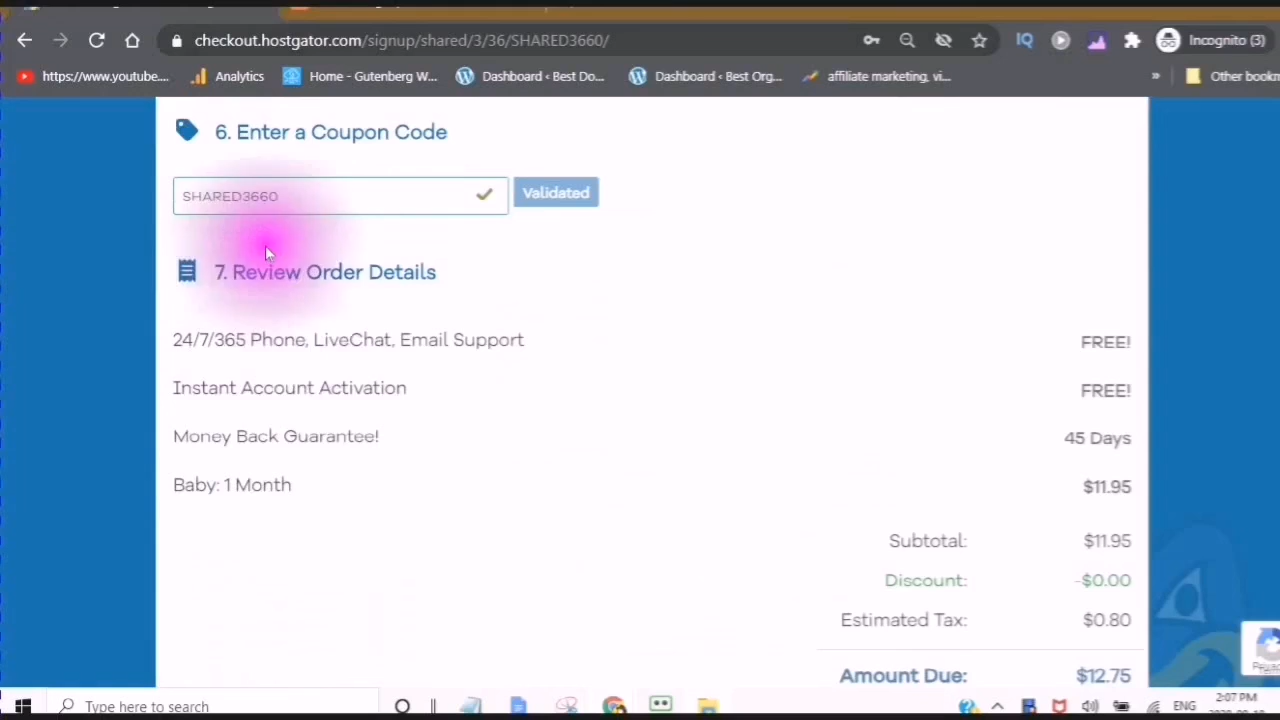 checkout.hostgator.com/signup/shared/3/36/SHARED3660/
IQ
Incognito (3)
https://www.youtube....
Analytics
Home - Gutenberg W...
Dashboard ‹ Best Do...
Dashboard ‹ Best Org...
affiliate marketing, vi...
»
Other bookm
6. Enter a Coupon Code
SHARED3660
Validated
7. Review Order Details
24/7/365 Phone, LiveChat, Email Support FREE!
Instant Account Activation FREE!
Money Back Guarantee! 45 Days
Baby: 1 Month $11.95
Subtotal: $11.95
Discount: -$0.00
Estimated Tax: $0.80
Amount Due: $12.75
Type here to search
ENG
2:07 PM